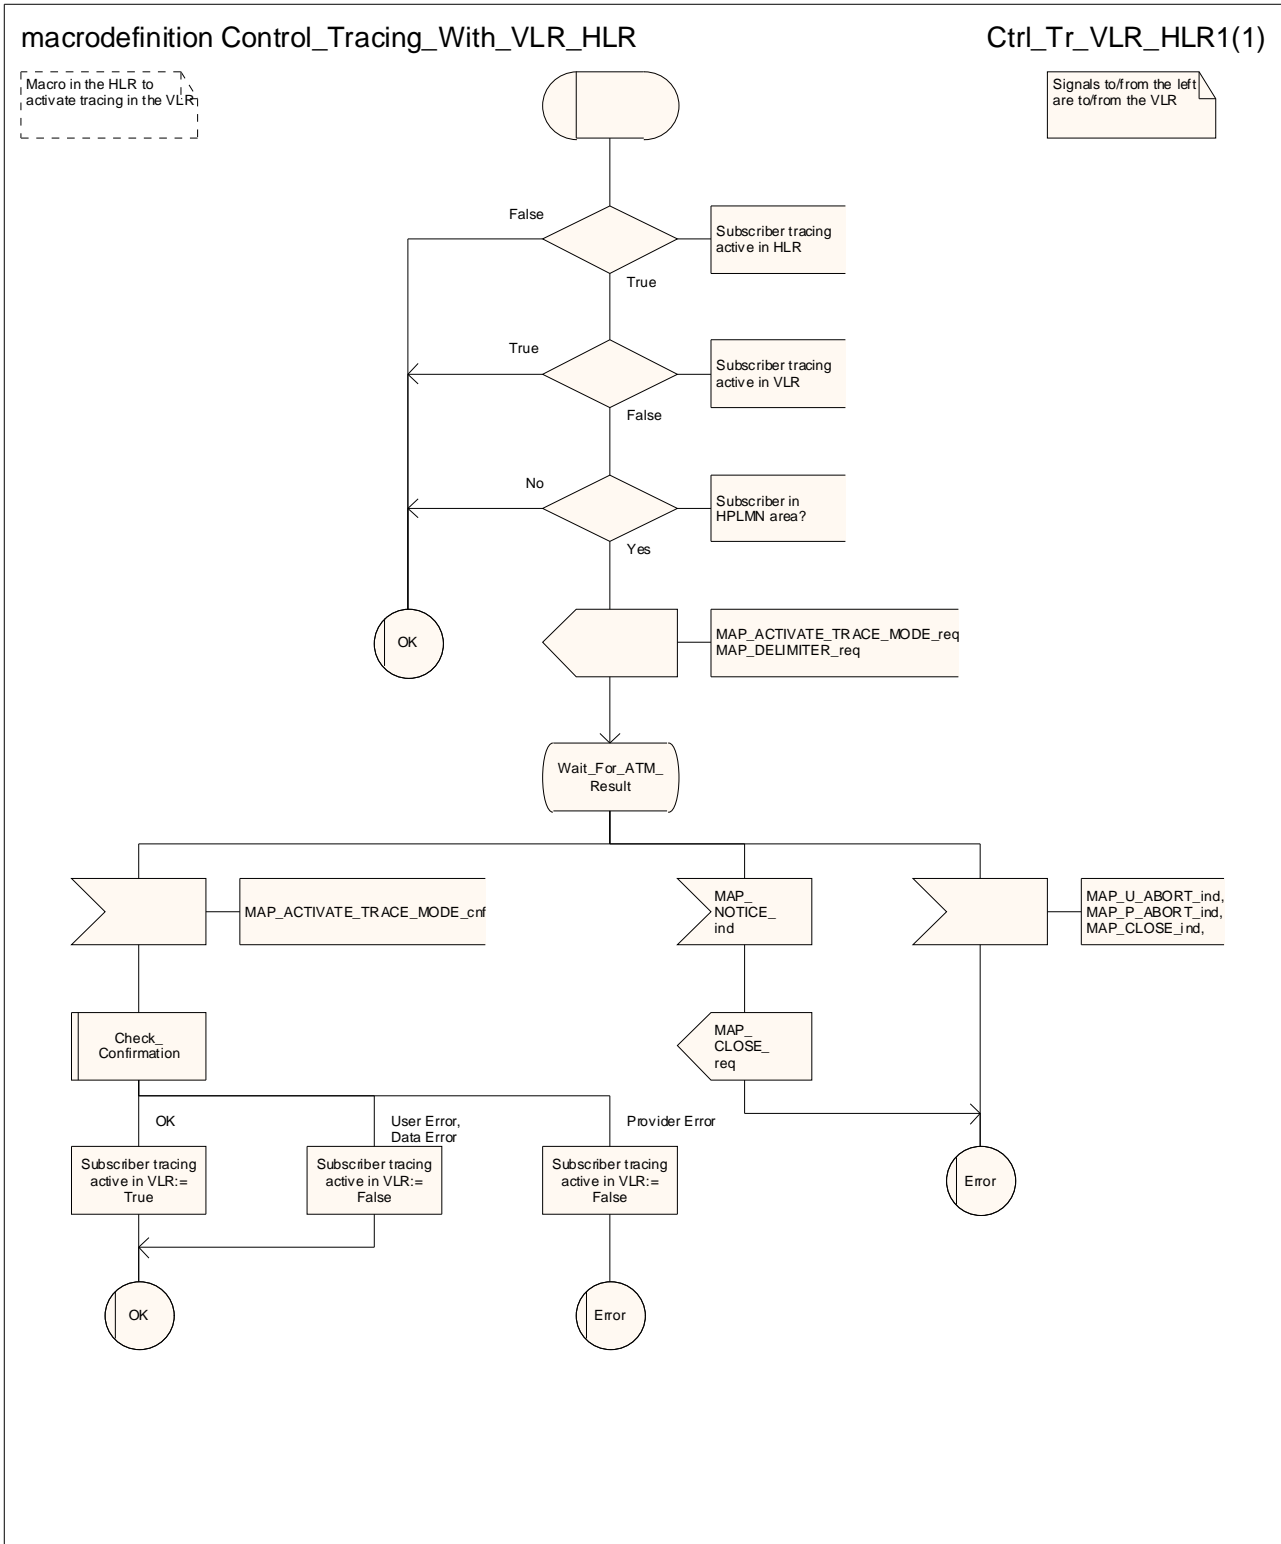 macrodefinition Control_Tracing_With_VLR_HLR
Ctrl_Tr_VLR_HLR1(1)
Macro in the HLR to
activate tracing in the VLR
Signals to/from the left
are to/from the VLR
False
Subscriber tracing
active in HLR
True
True
Subscriber tracing
active in VLR
False
No
Subscriber in
HPLMN area?
Yes
OK
MAP_ACTIVATE_TRACE_MODE_req
MAP_DELIMITER_req
Wait_For_ATM_
Result
MAP_ACTIVATE_TRACE_MODE_cnf
MAP_
NOTICE_
ind
MAP_U_ABORT_ind,
MAP_P_ABORT_ind,
MAP_CLOSE_ind,
Check_
Confirmation
MAP_
CLOSE_
req
OK
User Error,
Data Error
Provider Error
Subscriber tracing
active in VLR:=
True
Subscriber tracing
active in VLR:=
False
Subscriber tracing
active in VLR:=
False
Error
OK
Error